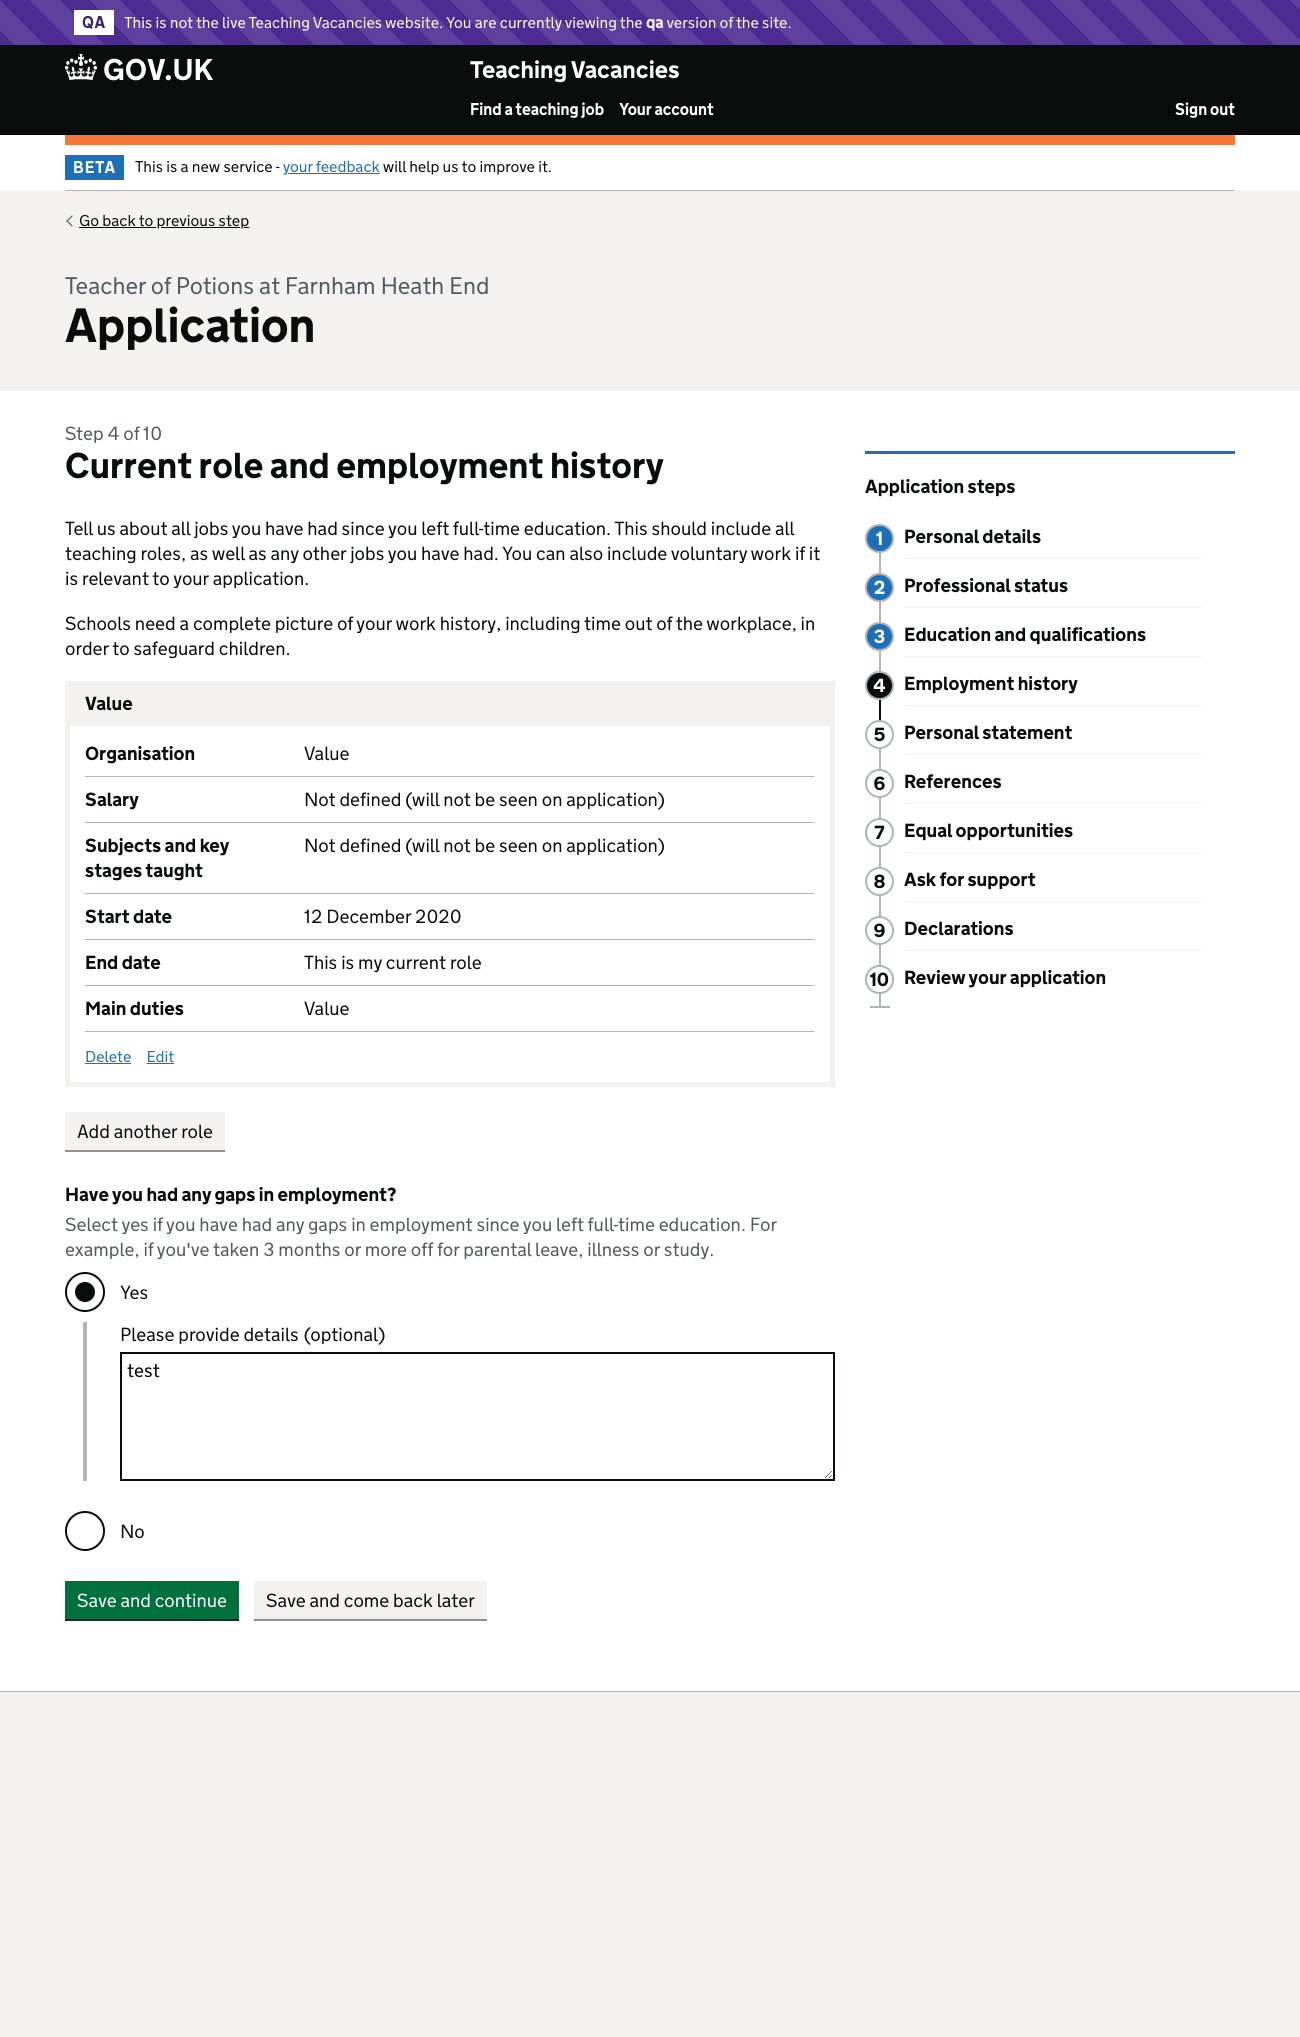 QA This is not the live Teaching Vacancies website. You are currently viewing the qa version of the site.
GOV.UK
Teaching Vacancies
Find a teaching job Your account Sign out
BETA This is a new service - your feedback will help us to improve it.
Go back to previous step
Teacher of Potions at Farnham Heath End
Application
Step 4 of 10
Current role and employment history
Tell us about all jobs you have had since you left full-time education. This should include all
teaching roles, as well as any other jobs you have had. You can also include voluntary work if it
is relevant to your application.
Schools need a complete picture of your work history, including time out of the workplace, in
order to safeguard children.
Value
Organisation Value
Salary Not defined (will not be seen on application)
Subjects and key Not defined (will not be seen on application)
stages taught
Start date 12 December 2020
End date This is my current role
Main duties Value
Delete Edit
Add another role
Have you had any gaps in employment?
Select yes if you have had any gaps in employment since you left full-time education. For
example, if you've taken 3 months or more off for parental leave, illness or study.
Yes
Please provide details (optional)
test
No
Save and continue Save and come back later
Application steps
1 Personal details
2 Professional status
3 Education and qualifications
4 Employment history
5 Personal statement
6 References
7 Equal opportunities
8 Ask for support
9 Declarations
10 Review your application